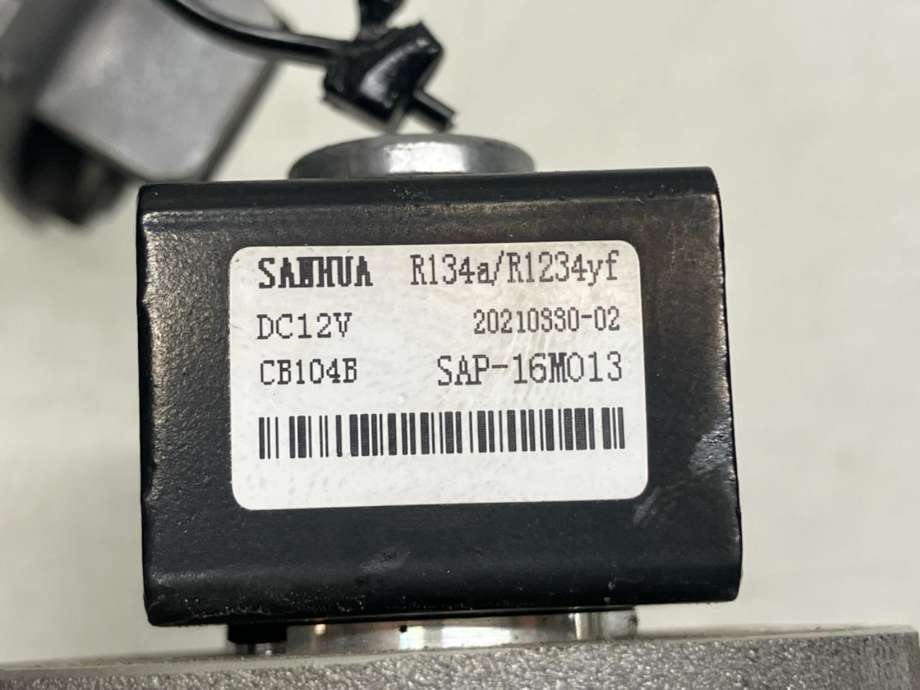 SANHUA R134a/R1234yf
DC12V 20210830-02
CB104B SAP-16M013